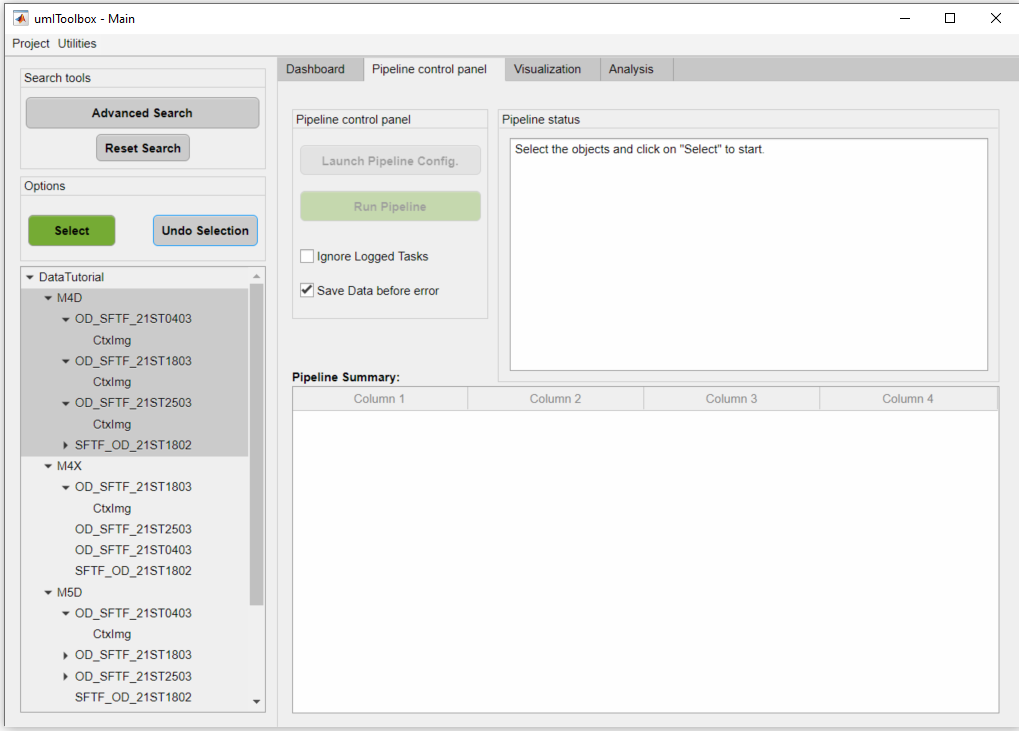 umIToolbox - Main
Project Utilities
Search tools
Advanced Search
Reset Search
Options
Select Undo Selection
DataTutorial
M4D
OD_SFTF_21ST0403
CtxImg
OD_SFTF_21ST1803
CtxImg
OD_SFTF_21ST2503
CtxImg
SFTF_OD_21ST1802
M4X
OD_SFTF_21ST1803
CtxImg
OD_SFTF_21ST2503
OD_SFTF_21ST0403
SFTF_OD_21ST1802
M5D
OD_SFTF_21ST0403
CtxImg
OD_SFTF_21ST1803
OD_SFTF_21ST2503
SFTF_OD_21ST1802
Dashboard Pipeline control panel Visualization Analysis
Pipeline control panel
Launch Pipeline Config.
Run Pipeline
Ignore Logged Tasks
Save Data before error
Pipeline status
Select the objects and click on "Select" to start.
Pipeline Summary:
Column 1 Column 2 Column 3 Column 4